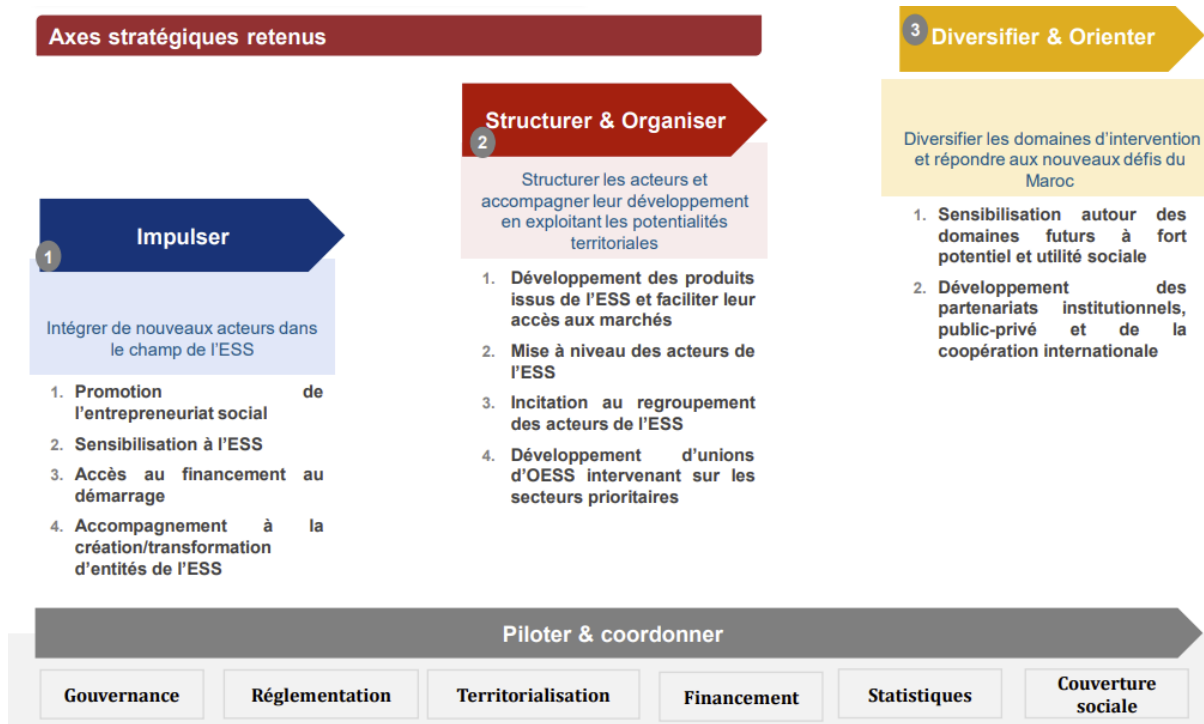 Axes stratégiques retenus
1
Impulser
Intégrer de nouveaux acteurs dans
le champ de l'ESS
1. Promotion de
l'entrepreneuriat social
2. Sensibilisation à l'ESS
3. Accès au financement au
démarrage
4. Accompagnement à la
création/transformation
d'entités de l'ESS
2
Structurer & Organiser
Structurer les acteurs et
accompagner leur développement
en exploitant les potentialités
territoriales
1. Développement des produits
issus de l'ESS et faciliter leur
accès aux marchés
2. Mise à niveau des acteurs de
l'ESS
3. Incitation au regroupement
des acteurs de l'ESS
4. Développement d'unions
d'OESS intervenant sur les
secteurs prioritaires
3
Diversifier & Orienter
Diversifier les domaines d'intervention
et répondre aux nouveaux défis du
Maroc
1. Sensibilisation autour des
domaines futurs à fort
potentiel et utilité sociale
2. Développement des
partenariats institutionnels,
public-privé et de la
coopération internationale
Piloter & coordonner
Gouvernance
Réglementation
Territorialisation
Financement
Statistiques
Couverture
sociale